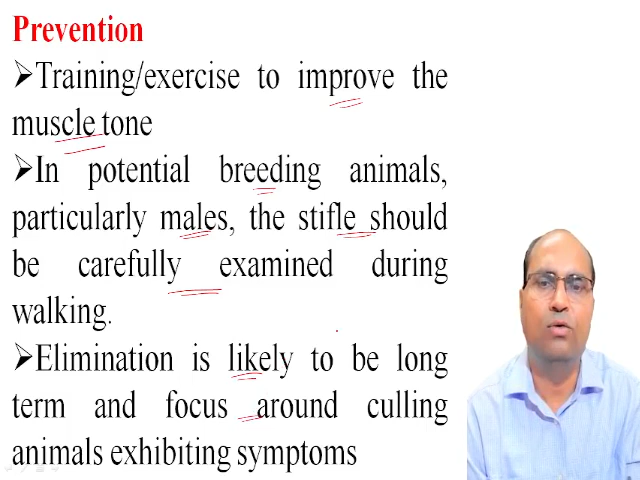 Prevention
➢Training/exercise to improve the
muscle tone
➢In potential breeding animals,
particularly males, the stifle should
be carefully examined during
walking.
➢Elimination is likely to be long
term and focus around culling
animals exhibiting symptoms